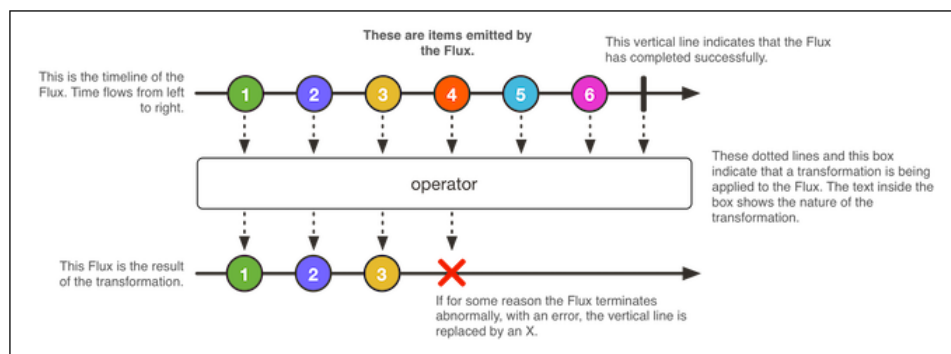 These are items emitted by
the Flux.
This vertical line indicates that the Flux
has completed successfully.
This is the timeline of the
Flux. Time flows from left
to right.
1 2 3 4 5 6
These dotted lines and this box
indicate that a transformation is being
applied to the Flux. The text inside the
box shows the nature of the
transformation.
operator
This Flux is the result
of the transformation.
1 2 3
If for some reason the Flux terminates
abnormally, with an error, the vertical line is
replaced by an X.